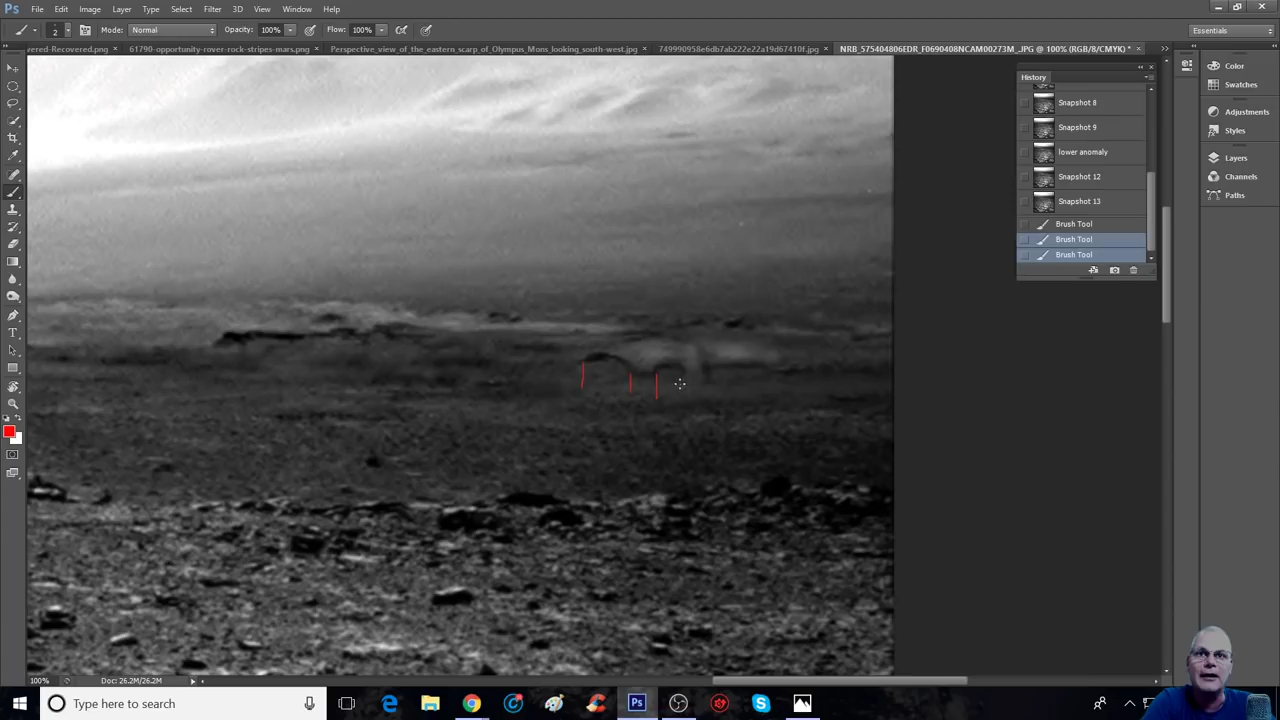 Ps File Edit Image Layer Type Select Filter 3D View Window Help
2 Mode: Normal Opacity: 100% Flow: 100% Essentials
vered-Recovered.png × 61790-opportunity-rover-rock-stripes-mars.png × Perspective_view_of_the_eastern_scarp_of_Olympus_Mons_looking_south-west.jpg × 749990958e6db7ab222e22a19d67410f.jpg × NRB_575404806EDR_F0690408NCAM00273M_.JPG @ 100% (RGB/8/CMYK) * ×
History
Snapshot 8
Snapshot 9
lower anomaly
Snapshot 12
Snapshot 13
Brush Tool
Brush Tool
Brush Tool
Color
Swatches
Adjustments
Styles
Layers
Channels
Paths
100% Doc: 26.2M/26.2M
Type here to search